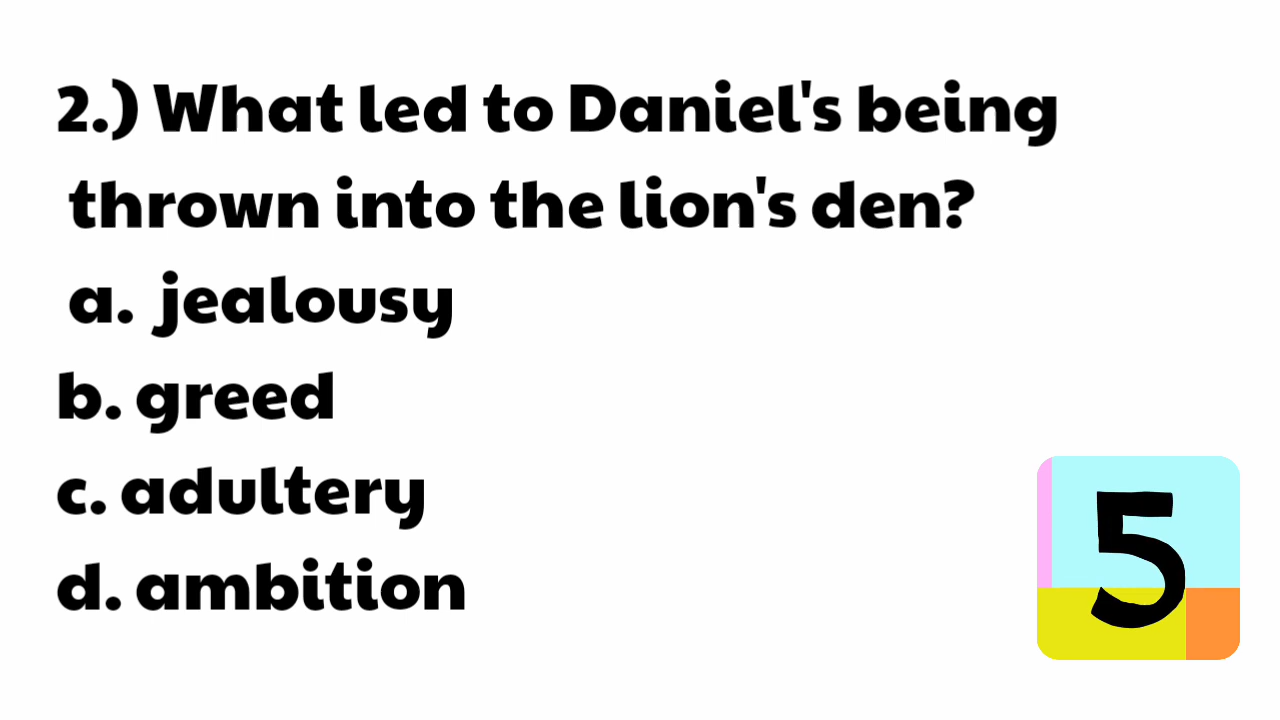 2.) What led to Daniel's being
thrown into the lion's den?
a. jealousy
b. greed
c. adultery
d. ambition
5